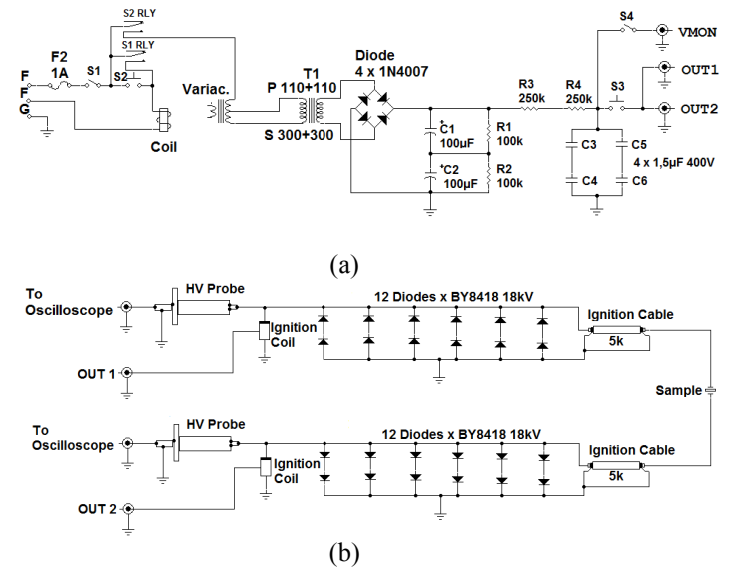 S2 RLY
S1 RLY
F2
1A
S1
S2
F
F
G
Coil
Variac.
T1
P 110+110
S 300+300
Diode
4 x 1N4007
+
C1
100µF
+
C2
100µF
R1
100k
R2
100k
R3
250k
R4
250k
S4
S3
VMON
OUT1
OUT2
C3
C4
C5
C6
4 x 1,5µF 400V
(a)
To
Oscilloscope
HV Probe
Ignition
Coil
OUT 1
12 Diodes x BY8418 18kV
Ignition Cable
5k
Sample
To
Oscilloscope
HV Probe
Ignition
Coil
OUT 2
12 Diodes x BY8418 18kV
Ignition Cable
5k
(b)